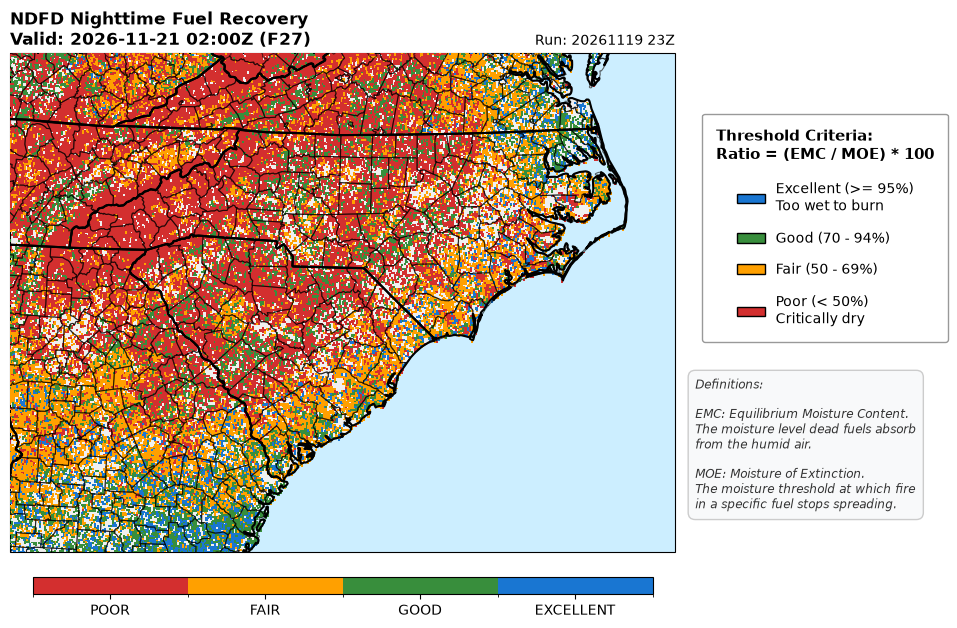 NDFD Nighttime Fuel Recovery
Valid: 2026-11-21 02:00Z (F27)
Run: 20261119 23Z
Threshold Criteria:
Ratio = (EMC / MOE) * 100
Excellent (>= 95%)
Too wet to burn
Good (70 - 94%)
Fair (50 - 69%)
Poor (< 50%)
Critically dry
Definitions:
EMC: Equilibrium Moisture Content.
The moisture level dead fuels absorb
from the humid air.
MOE: Moisture of Extinction.
The moisture threshold at which fire
in a specific fuel stops spreading.
POOR
FAIR
GOOD
EXCELLENT